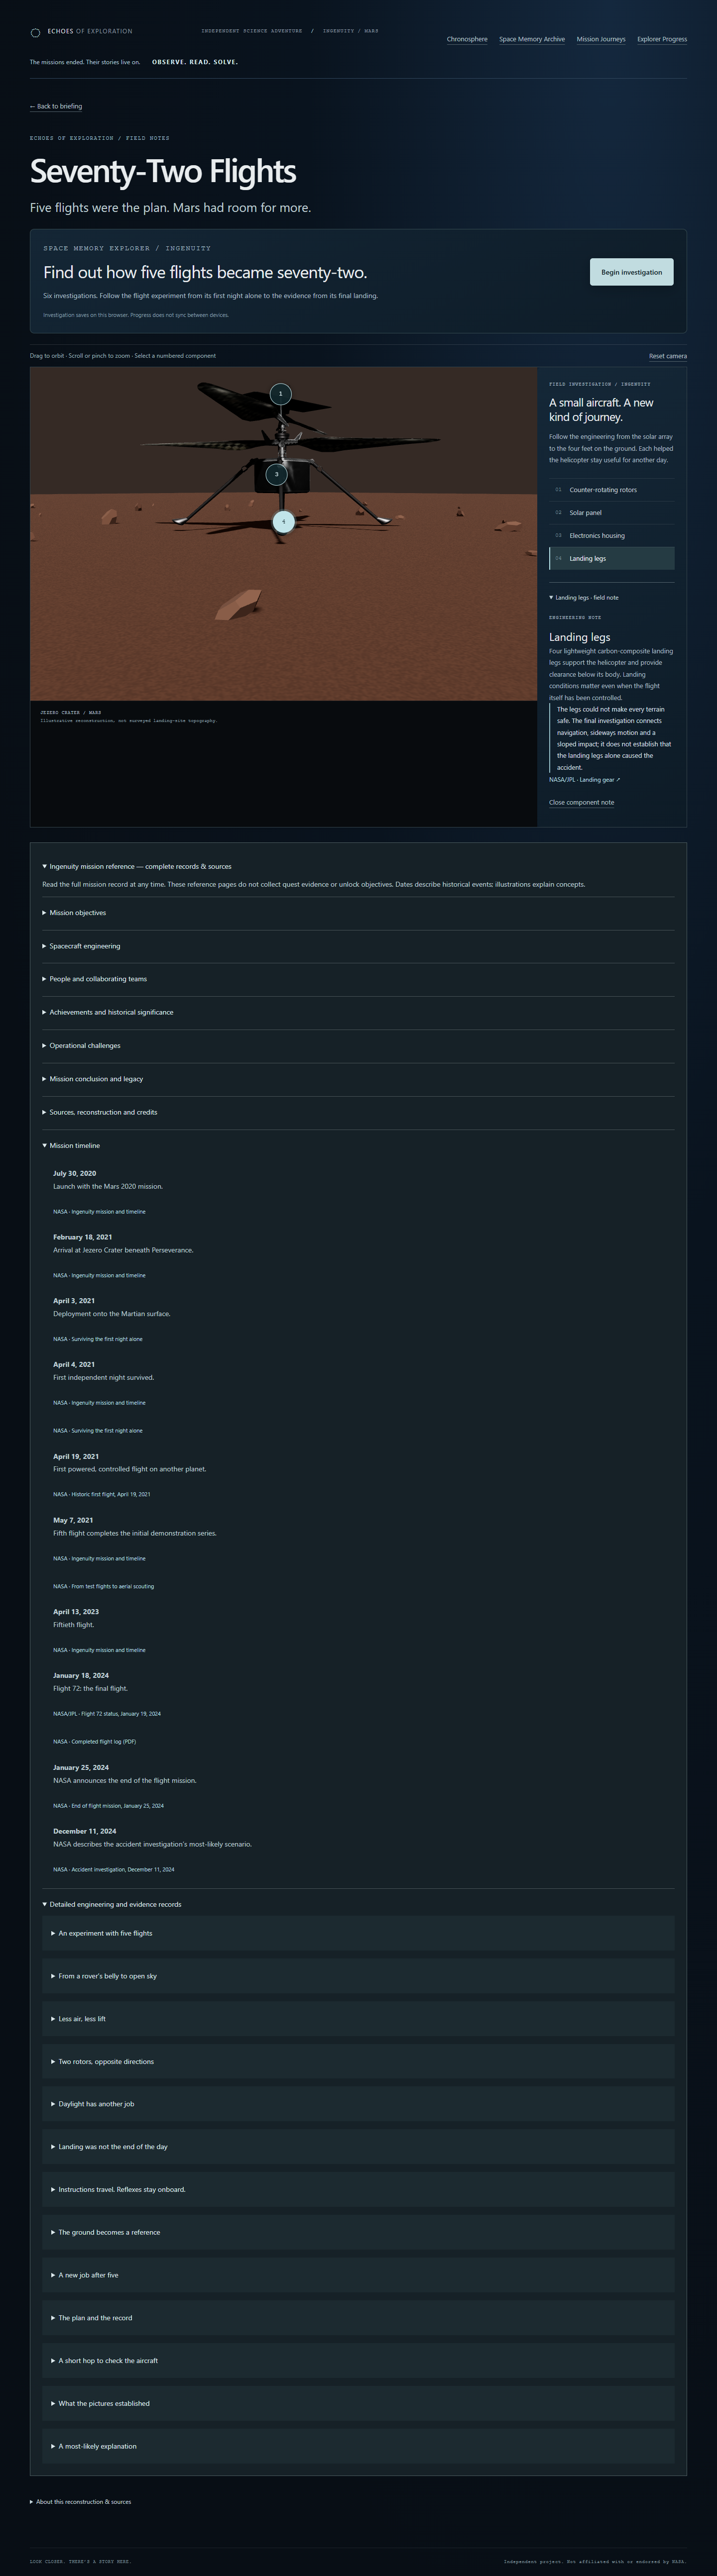 ECHOES OF EXPLORATION
INDEPENDENT SCIENCE ADVENTURE / INGENUITY / MARS
Chronosphere
Space Memory Archive
Mission Journeys
Explorer Progress
The missions ended. Their stories live on.
OBSERVE. READ. SOLVE.
← Back to briefing
ECHOES OF EXPLORATION / FIELD NOTES
Seventy-Two Flights
Five flights were the plan. Mars had room for more.
SPACE MEMORY EXPLORER / INGENUITY
Find out how five flights became seventy-two.
Six investigations. Follow the flight experiment from its first night alone to the evidence from its final landing.
Investigation saves on this browser. Progress does not sync between devices.
Begin investigation
Drag to orbit · Scroll or pinch to zoom · Select a numbered component
Reset camera
1
3
4
JEZERO CRATER / MARS
Illustrative reconstruction, not surveyed landing-site topography.
FIELD INVESTIGATION / INGENUITY
A small aircraft. A new
kind of journey.
Follow the engineering from the solar array
to the four feet on the ground. Each helped
the helicopter stay useful for another day.
01 Counter-rotating rotors
02 Solar panel
03 Electronics housing
04 Landing legs
▼ Landing legs · field note
ENGINEERING NOTE
Landing legs
Four lightweight carbon-composite landing
legs support the helicopter and provide
clearance below its body. Landing
conditions matter even when the flight
itself has been controlled.
The legs could not make every terrain
safe. The final investigation connects
navigation, sideways motion and a
sloped impact; it does not establish that
the landing legs alone caused the
accident.
NASA/JPL · Landing gear ↗
Close component note
▼ Ingenuity mission reference — complete records & sources
Read the full mission record at any time. These reference pages do not collect quest evidence or unlock objectives. Dates describe historical events; illustrations explain concepts.
▶ Mission objectives
▶ Spacecraft engineering
▶ People and collaborating teams
▶ Achievements and historical significance
▶ Operational challenges
▶ Mission conclusion and legacy
▶ Sources, reconstruction and credits
▼ Mission timeline
July 30, 2020
Launch with the Mars 2020 mission.
NASA · Ingenuity mission and timeline
February 18, 2021
Arrival at Jezero Crater beneath Perseverance.
NASA · Ingenuity mission and timeline
April 3, 2021
Deployment onto the Martian surface.
NASA · Surviving the first night alone
April 4, 2021
First independent night survived.
NASA · Ingenuity mission and timeline
NASA · Surviving the first night alone
April 19, 2021
First powered, controlled flight on another planet.
NASA · Historic first flight, April 19, 2021
May 7, 2021
Fifth flight completes the initial demonstration series.
NASA · Ingenuity mission and timeline
NASA · From test flights to aerial scouting
April 13, 2023
Fiftieth flight.
NASA · Ingenuity mission and timeline
January 18, 2024
Flight 72: the final flight.
NASA/JPL · Flight 72 status, January 19, 2024
NASA · Completed flight log (PDF)
January 25, 2024
NASA announces the end of the flight mission.
NASA · End of flight mission, January 25, 2024
December 11, 2024
NASA describes the accident investigation's most-likely scenario.
NASA · Accident investigation, December 11, 2024
▼ Detailed engineering and evidence records
▶ An experiment with five flights
▶ From a rover's belly to open sky
▶ Less air, less lift
▶ Two rotors, opposite directions
▶ Daylight has another job
▶ Landing was not the end of the day
▶ Instructions travel. Reflexes stay onboard.
▶ The ground becomes a reference
▶ A new job after five
▶ The plan and the record
▶ A short hop to check the aircraft
▶ What the pictures established
▶ A most-likely explanation
▶ About this reconstruction & sources
LOOK CLOSER. THERE'S A STORY HERE.
Independent project. Not affiliated with or endorsed by NASA.